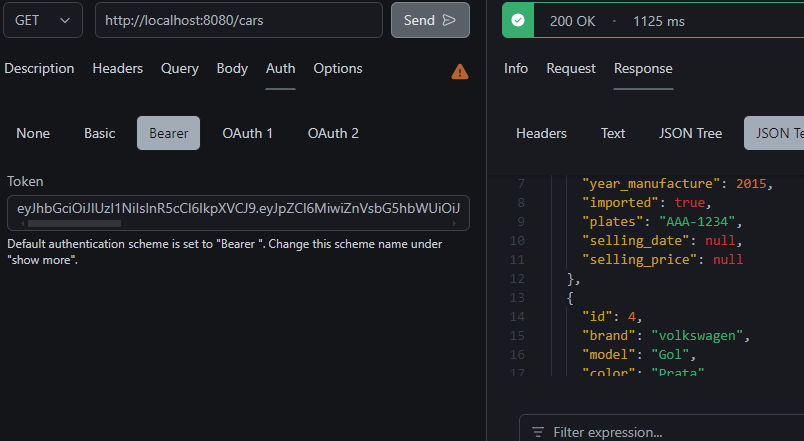 GET
http://localhost:8080/cars
Send
Description Headers Query Body Auth Options
None Basic Bearer OAuth 1 OAuth 2
Token
eyJhbGciOiJIUzI1NiIsInR5cCI6IkpXVCJ9.eyJpZCI6MiwiZnVsbG5hbWUiOiJ
Default authentication scheme is set to "Bearer ". Change this scheme name under
"show more".
200 OK · 1125 ms
Info Request Response
Headers Text JSON Tree JSON Te
7 "year_manufacture": 2015,
8 "imported": true,
9 "plates": "AAA-1234",
10 "selling_date": null,
11 "selling_price": null
12 },
13 {
14 "id": 4,
15 "brand": "volkswagen",
16 "model": "Gol",
17 "color": "Prata"
Filter expression...